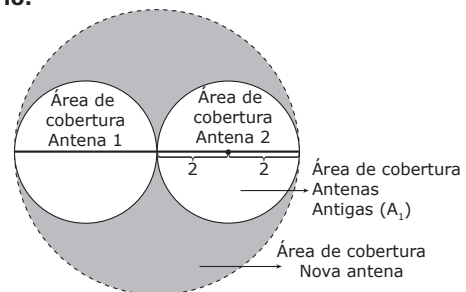 Área de
cobertura
Antena 1
Área de
cobertura
Antena 2
2
2
Área de cobertura
Antenas
Antigas (A₁)
Área de cobertura
Nova antena